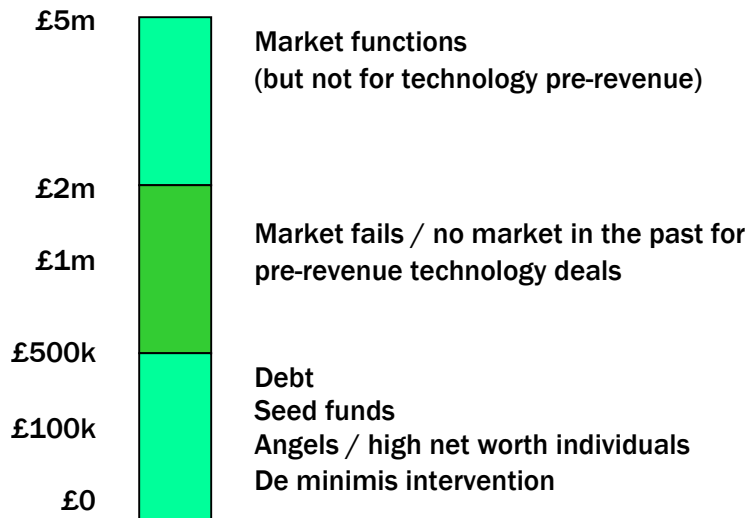 £5m
Market functions
(but not for technology pre-revenue)
£2m
Market fails / no market in the past for
£1m
pre-revenue technology deals
£500k
Debt
Seed funds
£100k
Angels / high net worth individuals
De minimis intervention
£0